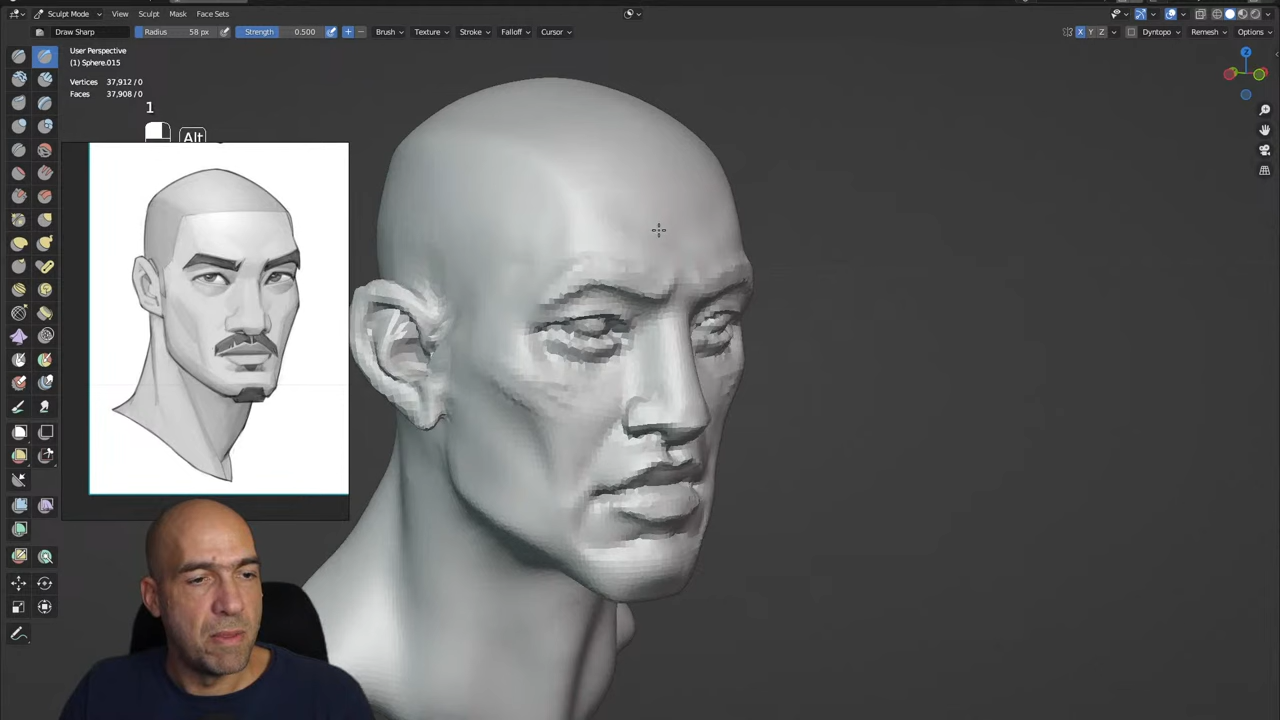 Sculpt Mode View Sculpt Mask Face Sets
Draw Sharp Radius 58 px Strength 0.500 Brush Texture Stroke Falloff Cursor X Y Z Dyntopo Remesh Options
User Perspective
(1) Sphere.015
Z
Vertices 37,912 / 0
Faces 37,908 / 0
1
Alt